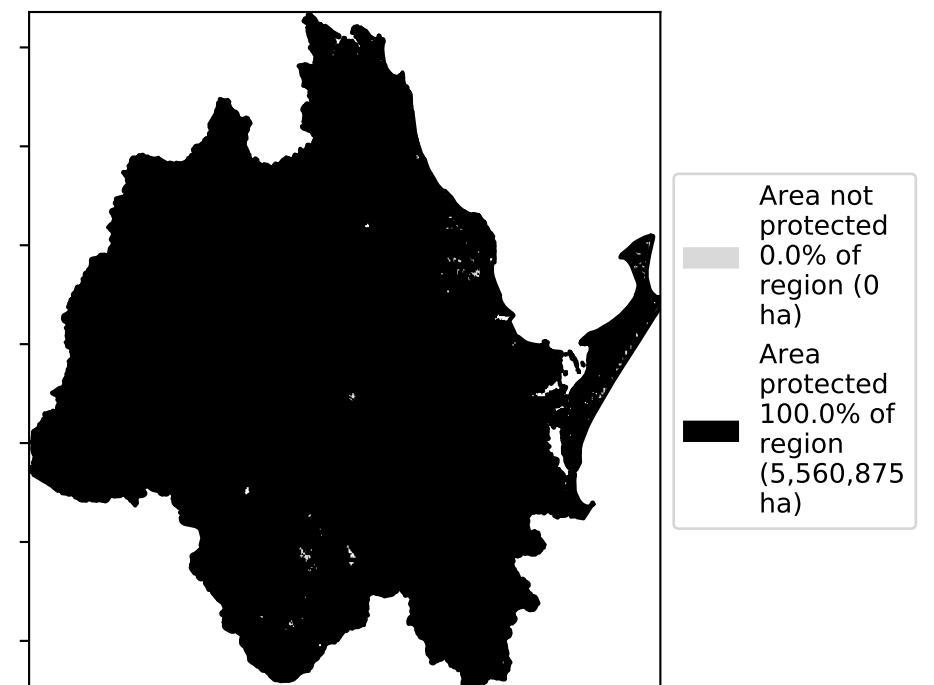 Area not
protected
0.0% of
region (0
ha)
Area
protected
100.0% of
region
(5,560,875
ha)